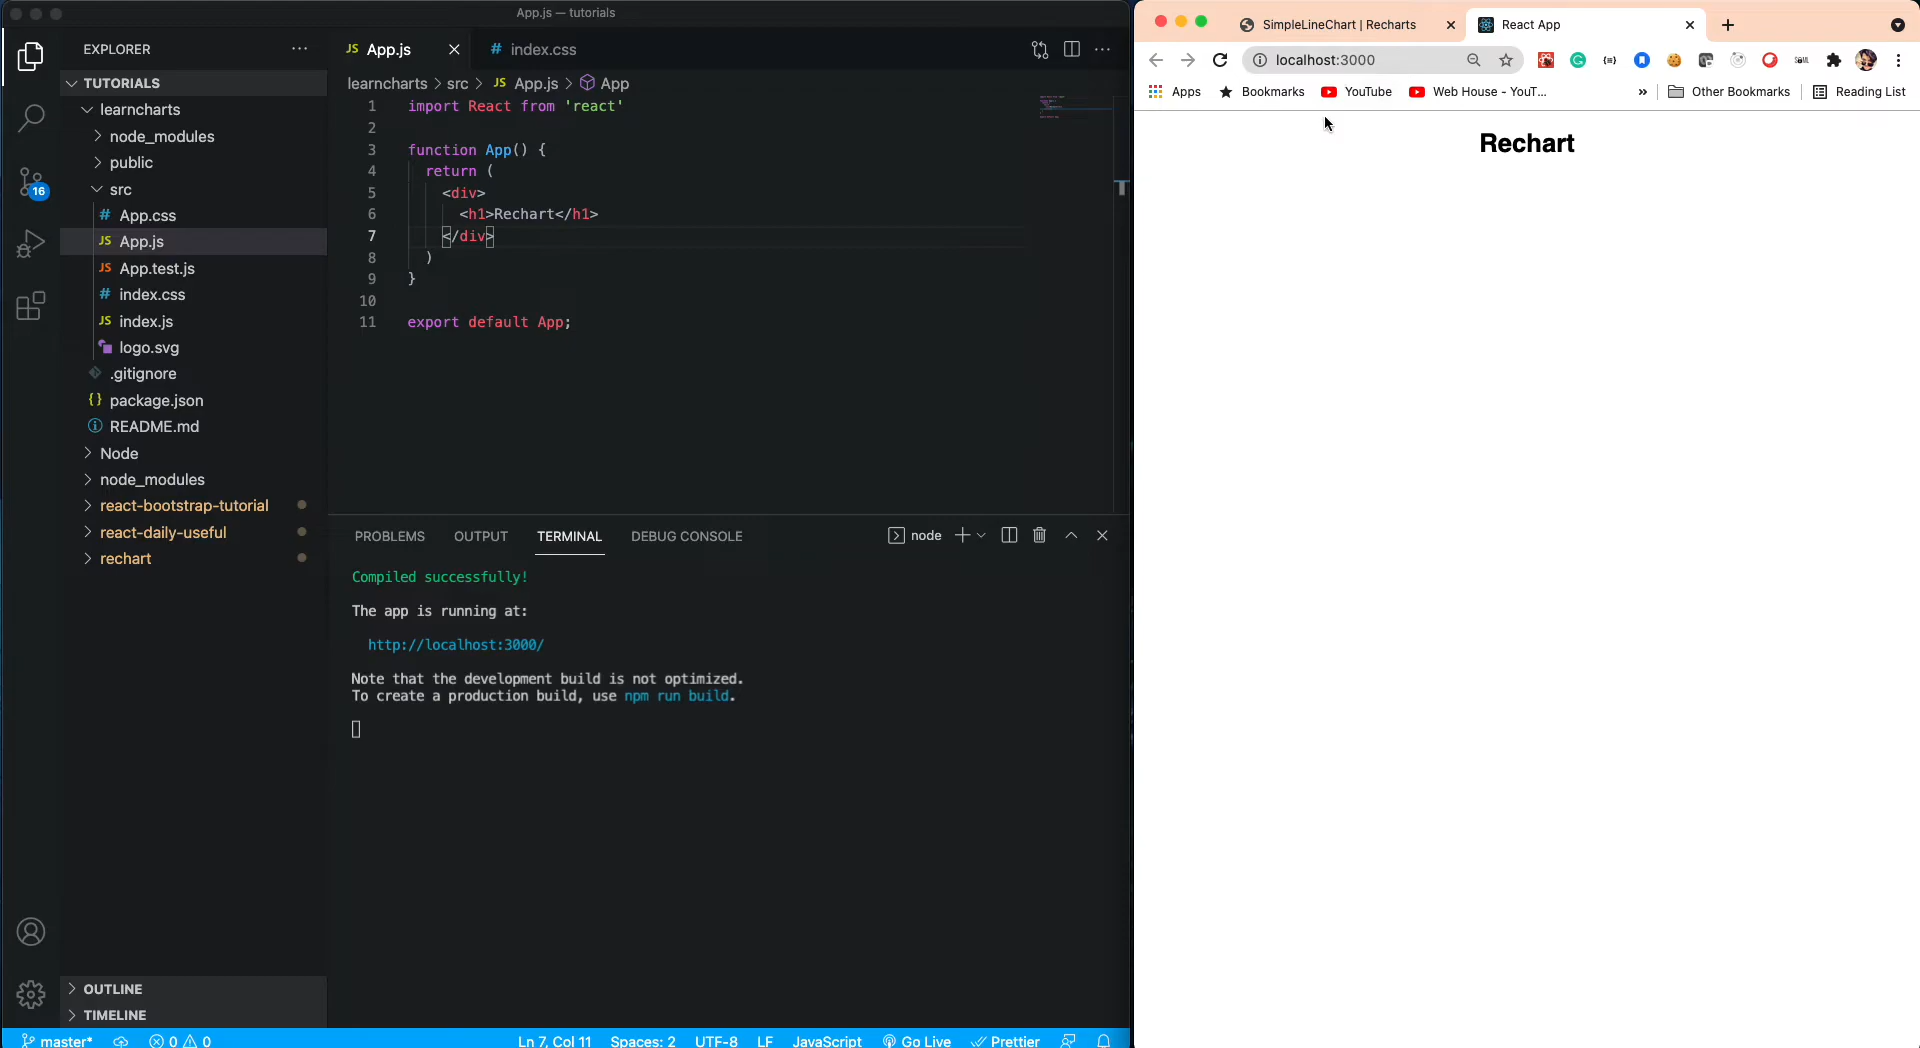 App.js — tutorials
EXPLORER
TUTORIALS
learncharts
node_modules
public
src
# App.css
JS App.js
JS App.test.js
# index.css
JS index.js
logo.svg
.gitignore
{} package.json
README.md
Node
node_modules
react-bootstrap-tutorial
react-daily-useful
rechart
OUTLINE
TIMELINE
16
JS App.js
# index.css
learncharts > src > JS App.js > App
1 import React from 'react'
2
3 function App() {
4 return (
5 <div>
6 <h1>Rechart</h1>
7 </div>
8 )
9 }
10
11 export default App;
PROBLEMS OUTPUT TERMINAL DEBUG CONSOLE
node
Compiled successfully!
The app is running at:
http://localhost:3000/
Note that the development build is not optimized.
To create a production build, use npm run build.
master* 0 0 Ln 7, Col 11 Spaces: 2 UTF-8 LF JavaScript Go Live Prettier
SimpleLineChart | Recharts
React App
localhost:3000
Apps Bookmarks YouTube Web House - YouT... » Other Bookmarks Reading List
Rechart